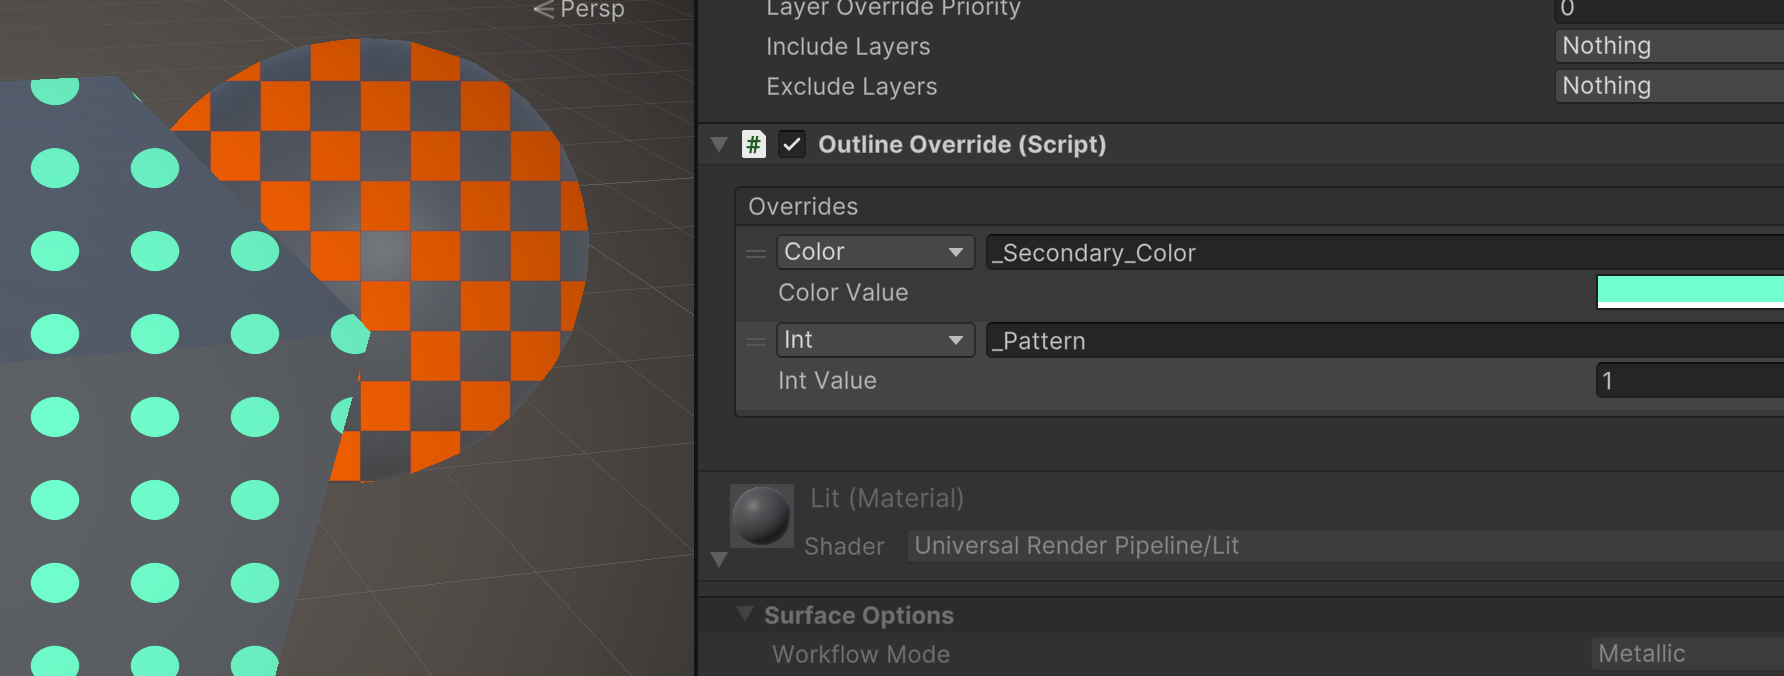 Persp
Layer Override Priority 0
Include Layers Nothing
Exclude Layers Nothing
# Outline Override (Script)
Overrides
Color _Secondary_Color
Color Value
Int _Pattern
Int Value 1
Lit (Material)
Shader Universal Render Pipeline/Lit
Surface Options
Workflow Mode Metallic